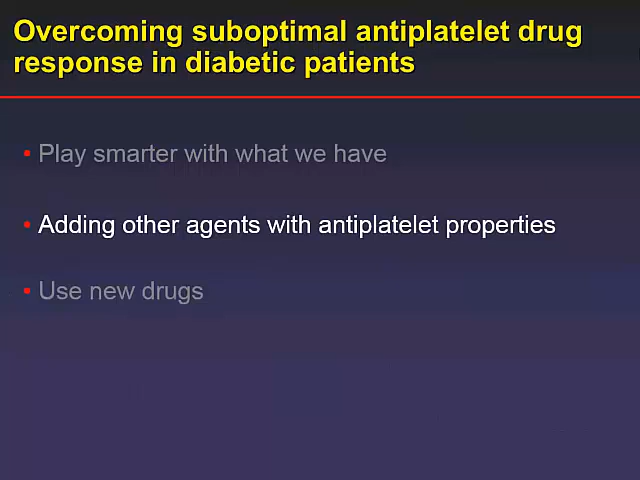 Overcoming suboptimal antiplatelet drug
response in diabetic patients
• Play smarter with what we have
• Adding other agents with antiplatelet properties
• Use new drugs